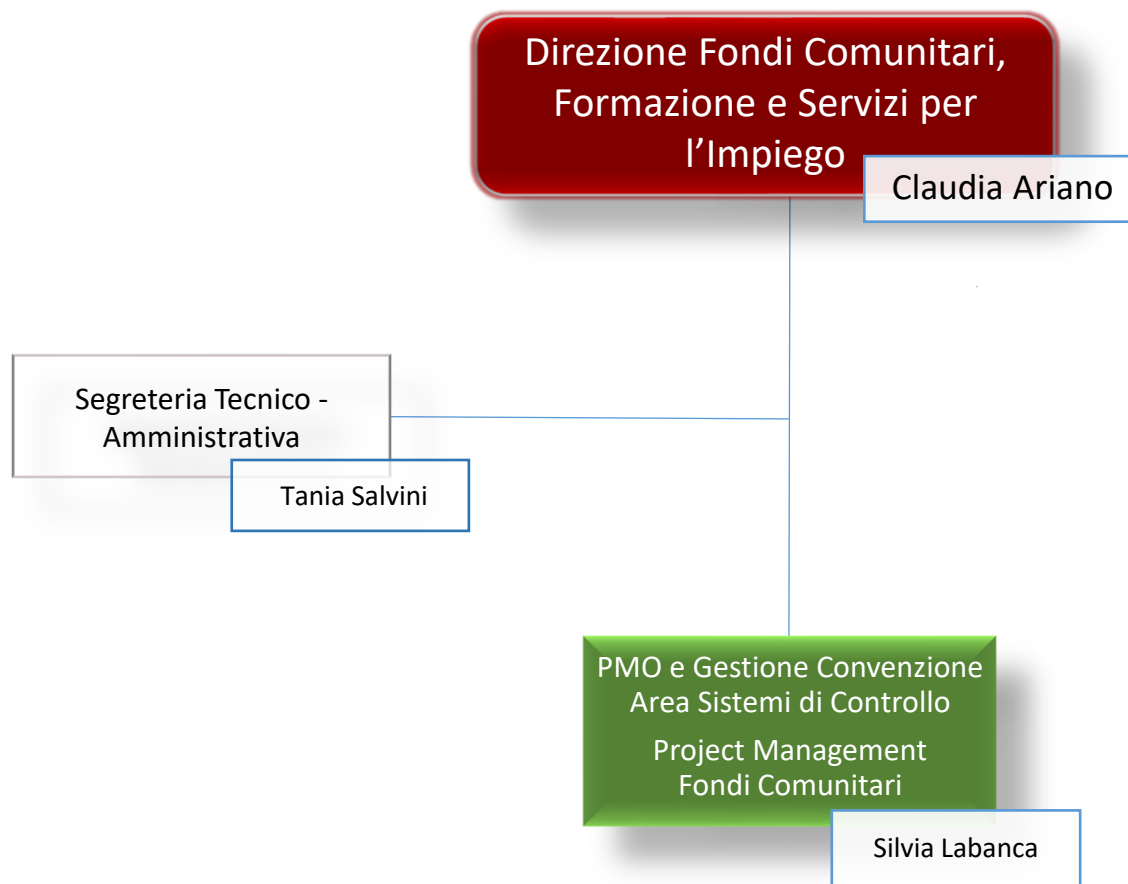 Direzione Fondi Comunitari,
Formazione e Servizi per
l’Impiego
Claudia Ariano
Segreteria Tecnico -
Amministrativa
Tania Salvini
PMO e Gestione Convenzione
Area Sistemi di Controllo
Project Management
Fondi Comunitari
Silvia Labanca